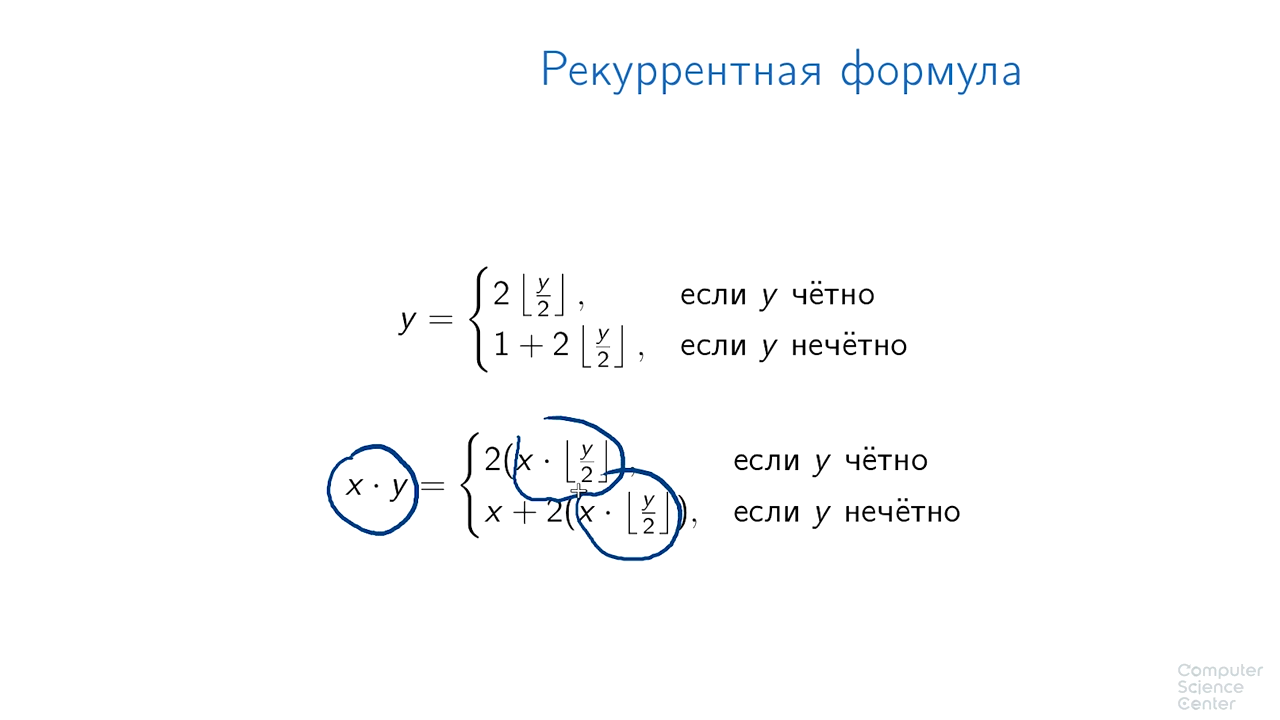 Рекуррентная формула
y = { 2 ⌊y/2⌋ , если y чётно
1 + 2 ⌊y/2⌋ , если y нечётно
x · y = { 2(x · ⌊y/2⌋ , если y чётно
x + 2(x · ⌊y/2⌋), если y нечётно
Computer
Science
Center